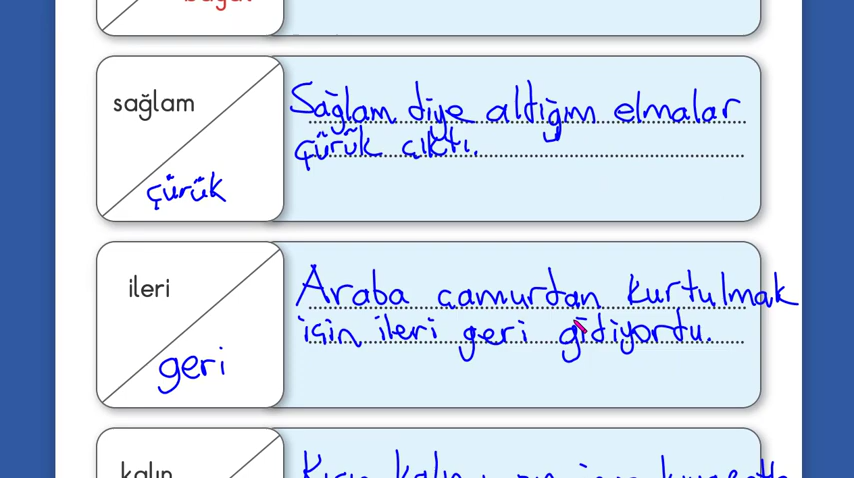 sağlam
Sağlam diye aldığım elmalar
çürük çıktı.
çürük
ileri
Araba çamurdan kurtulmak
için ileri geri gidiyordu.
geri
kalın